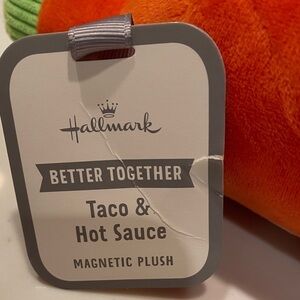 Hallmark
BETTER TOGETHER
Taco &
Hot Sauce
MAGNETIC PLUSH